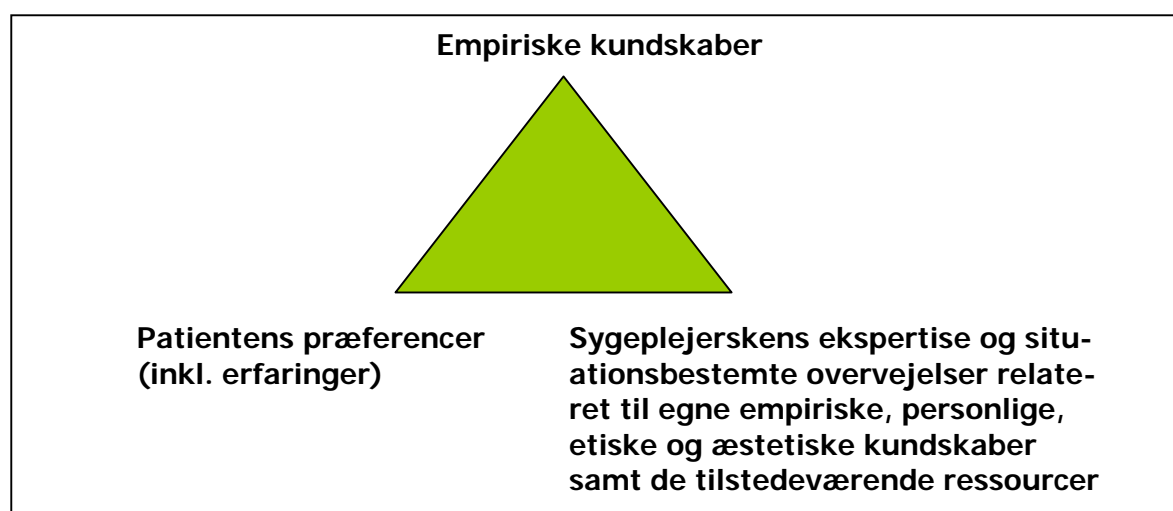 Empiriske kundskaber
Patientens præferencer
(inkl. erfaringer)
Sygeplejerskens ekspertise og situ-
ationsbestemte overvejelser relate-
ret til egne empiriske, personlige,
etiske og æstetiske kundskaber
samt de tilstedeværende ressourcer